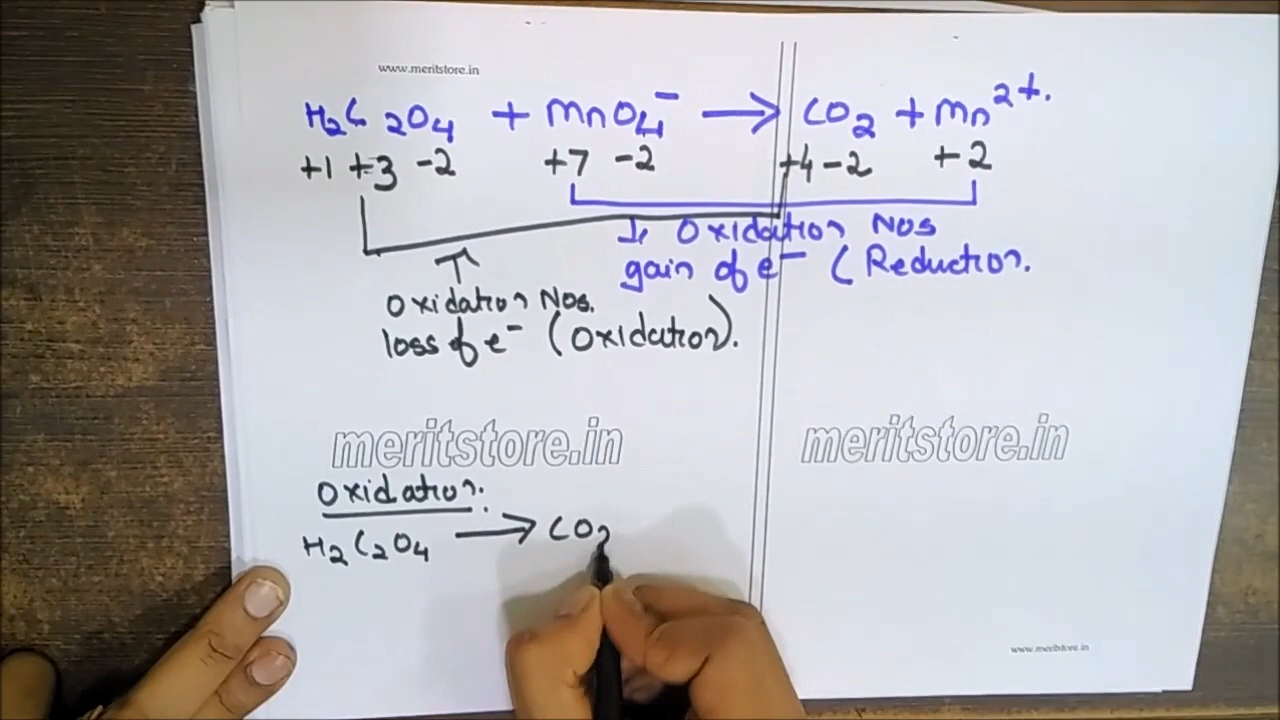 www.meritstore.in
H₂C₂O₄ + MnO₄⁻ → CO₂ + Mn²⁺.
+1 +3 -2 +7 -2 +4 -2 +2
Oxidation Nos
gain of e⁻ (Reduction.
Oxidation Nos.
loss of e⁻ (Oxidation).
meritstore.in meritstore.in
Oxidation.
H₂C₂O₄ → CO₂
www.meritstore.in